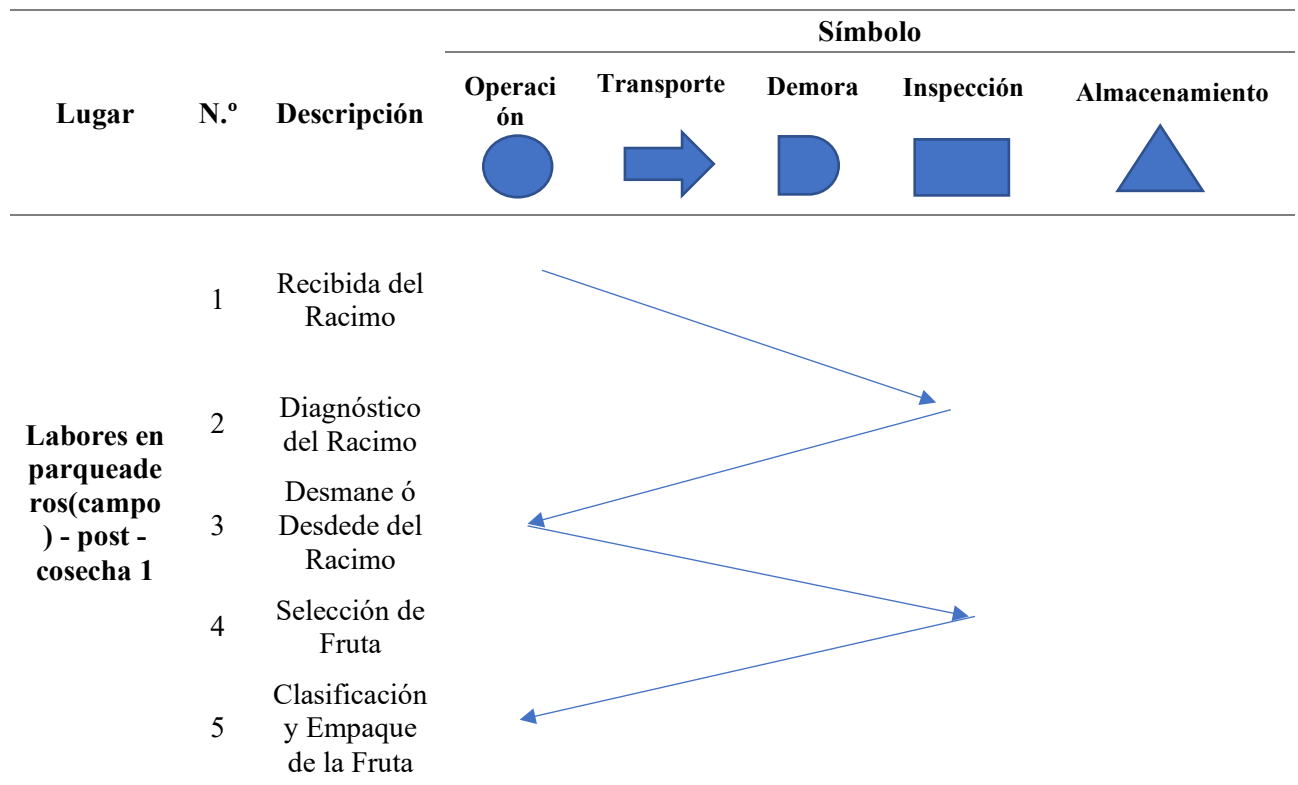 Símbolo
Lugar
N.º
Descripción
Operaci
ón
Transporte
Demora
Inspección
Almacenamiento
Labores en
parqueade
ros(campo
) - post -
cosecha 1
1
Recibida del
Racimo
2
Diagnóstico
del Racimo
3
Desmane ó
Desdede del
Racimo
4
Selección de
Fruta
5
Clasificación
y Empaque
de la Fruta